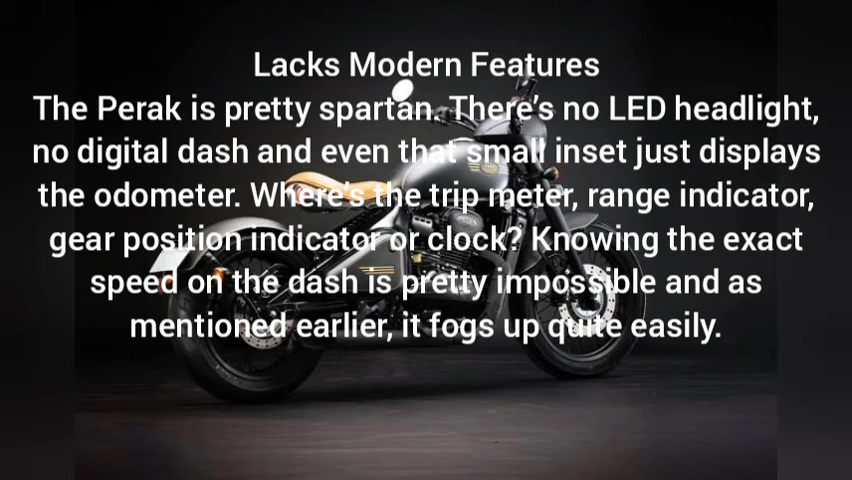 Lacks Modern Features
The Perak is pretty spartan. There's no LED headlight,
no digital dash and even that small inset just displays
the odometer. Where's the trip meter, range indicator,
gear position indicator or clock? Knowing the exact
speed on the dash is pretty impossible and as
mentioned earlier, it fogs up quite easily.